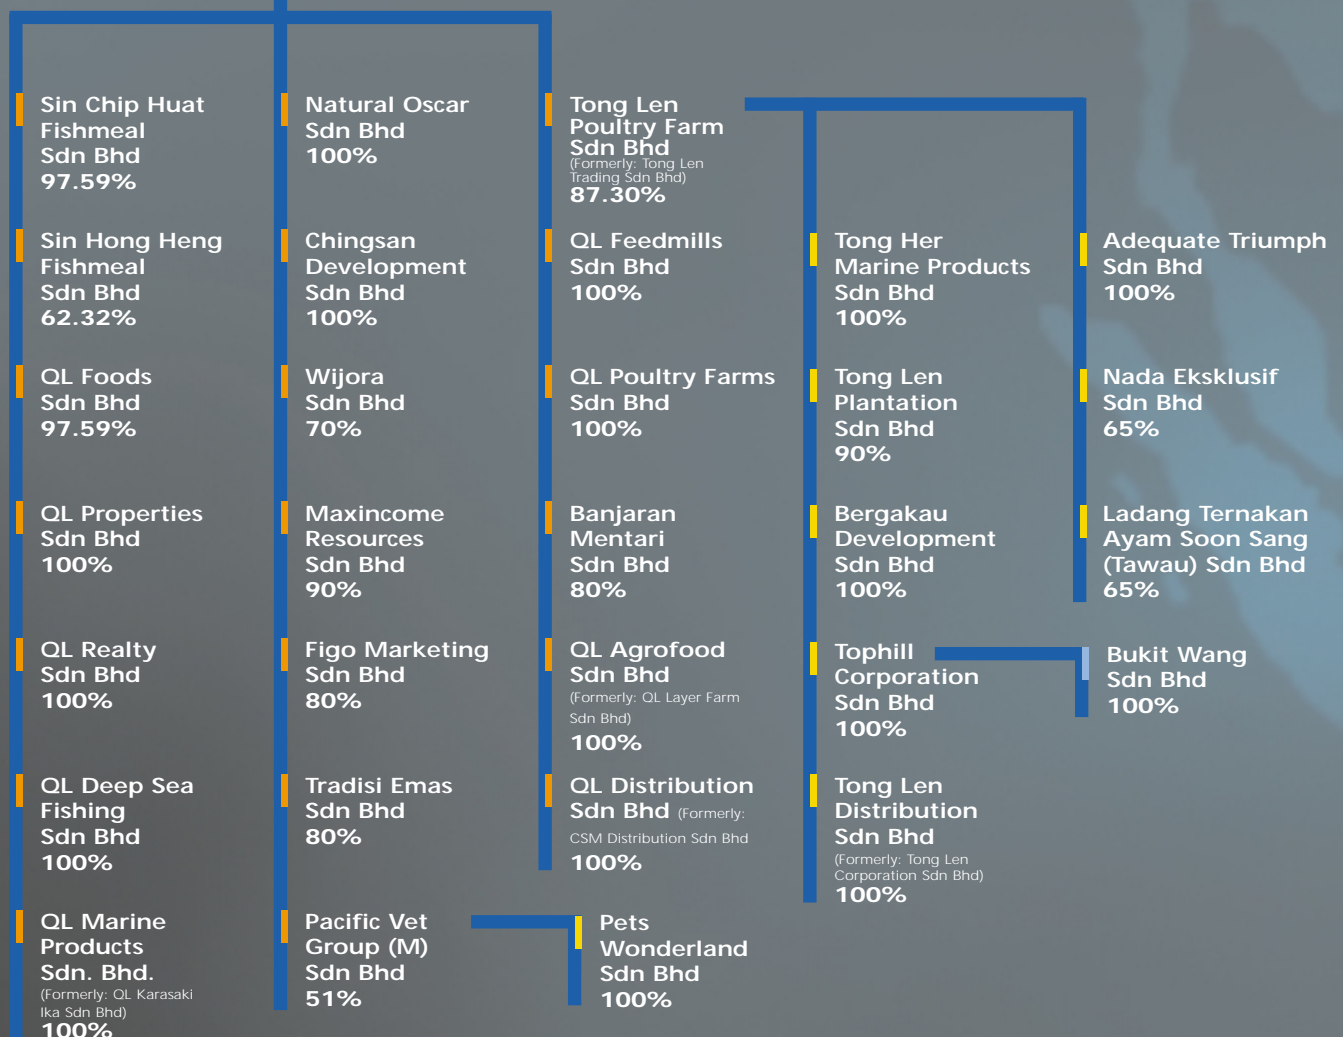 Sin Chip Huat
Fishmeal
Sdn Bhd
97.59%
Sin Hong Heng
Fishmeal
Sdn Bhd
62.32%
QL Foods
Sdn Bhd
97.59%
QL Properties
Sdn Bhd
100%
QL Realty
Sdn Bhd
100%
QL Deep Sea
Fishing
Sdn Bhd
100%
QL Marine
Products
Sdn. Bhd.
(Formerly: QL Karasaki
Ika Sdn Bhd)
100%
Natural Oscar
Sdn Bhd
100%
Chingsan
Development
Sdn Bhd
100%
Wijora
Sdn Bhd
70%
Maxincome
Resources
Sdn Bhd
90%
Figo Marketing
Sdn Bhd
80%
Tradisi Emas
Sdn Bhd
80%
Pacific Vet
Group (M)
Sdn Bhd
51%
Pets
Wonderland
Sdn Bhd
100%
Tong Len
Poultry Farm
Sdn Bhd
(Formerly: Tong Len
Trading Sdn Bhd)
87.30%
QL Feedmills
Sdn Bhd
100%
QL Poultry Farms
Sdn Bhd
100%
Banjaran
Mentari
Sdn Bhd
80%
QL Agrofood
Sdn Bhd
(Formerly: QL Layer Farm
Sdn Bhd)
100%
QL Distribution
Sdn Bhd (Formerly:
CSM Distribution Sdn Bhd
100%
Tong Her
Marine Products
Sdn Bhd
100%
Tong Len
Plantation
Sdn Bhd
90%
Bergakau
Development
Sdn Bhd
100%
Tophill
Corporation
Sdn Bhd
100%
Tong Len
Distribution
Sdn Bhd
(Formerly: Tong Len
Corporation Sdn Bhd)
100%
Adequate Triumph
Sdn Bhd
100%
Nada Eksklusif
Sdn Bhd
65%
Ladang Ternakan
Ayam Soon Sang
(Tawau) Sdn Bhd
65%
Bukit Wang
Sdn Bhd
100%